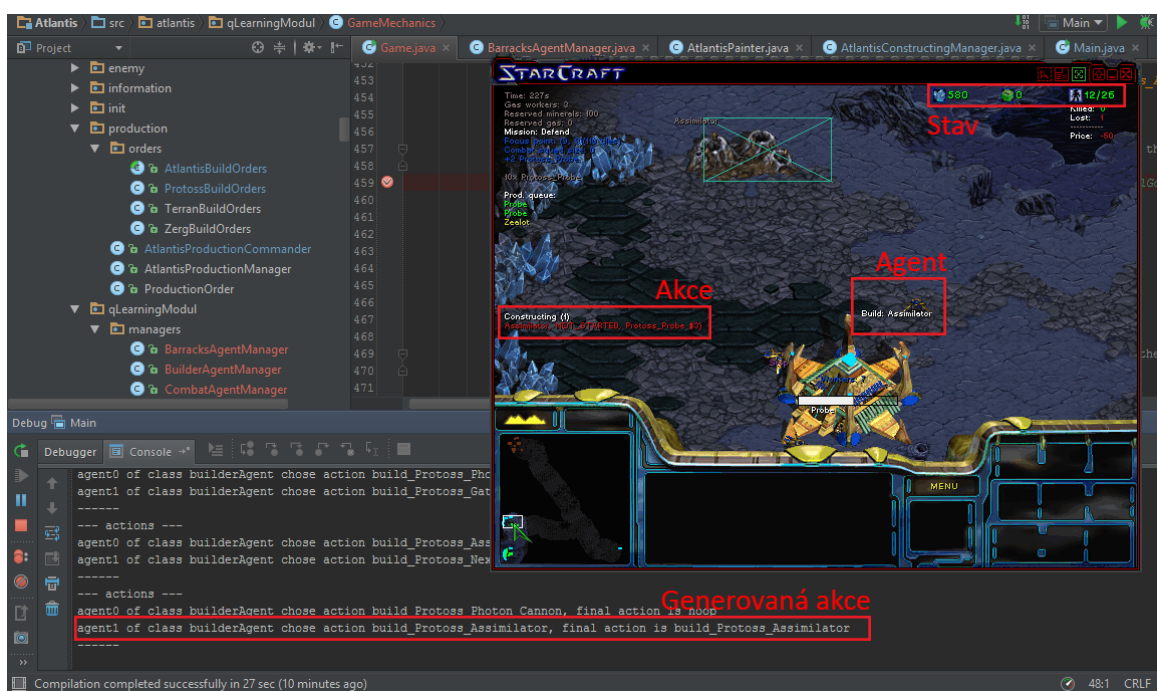 Atlantis src atlantis qLearningModul GameMechanics Main
Project Game.java BarracksAgentManager.java AtlantisPainter.java AtlantisConstructingManager.java Main.java
enemy
information
init
production
orders
AtlantisBuildOrders
ProtossBuildOrders
TerranBuildOrders
ZergBuildOrders
AtlantisProductionCommander
AtlantisProductionManager
ProductionOrder
qLearningModul
managers
BarracksAgentManager
BuilderAgentManager
CombatAgentManager
452
453
454
455
456
457
458
459
460
461
462
463
464
465
466
467
468
469
470
471
STARCRAFT
Time: 227s
Gas workers: 0
Reserved minerals: 100
Reserved gas: 0
Mission: Defend
10x Protoss_Probe
Prod. queue:
Probe
Probe
Zealot
Assimilator
580 0 12/26
Stav
Killed: 0
Lost: 1
Price: -50
Agent
Build: Assimilator
Akce
Constructing (1)
Probe
MENU
Debug Main
Debugger Console
agent0 of class builderAgent chose action build_Protoss_Pho
agent1 of class builderAgent chose action build_Protoss_Gat
------
--- actions ---
agent0 of class builderAgent chose action build_Protoss_Ass
agent1 of class builderAgent chose action build_Protoss_Nex
------
--- actions ---
agent0 of class builderAgent chose action build_Protoss_Photon_Cannon, final action is noop
Generovaná akce
agent1 of class builderAgent chose action build_Protoss_Assimilator, final action is build_Protoss_Assimilator
------
Compilation completed successfully in 27 sec (10 minutes ago) 48:1 CRLF